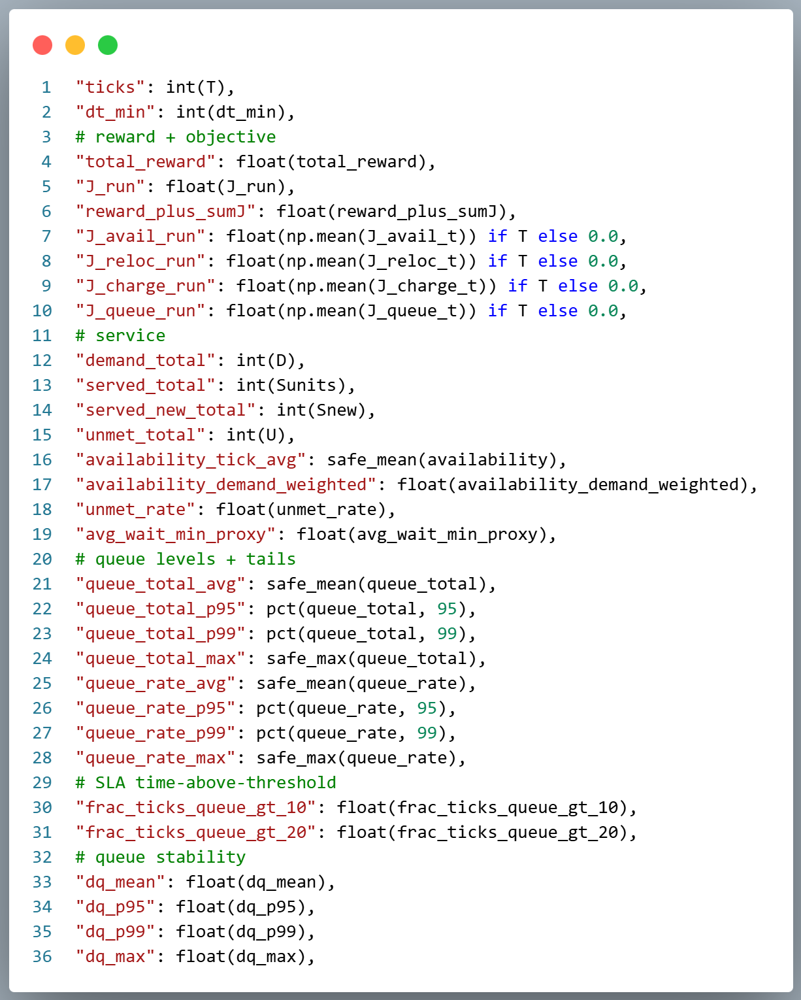 1 "ticks": int(T),
2 "dt_min": int(dt_min),
3 # reward + objective
4 "total_reward": float(total_reward),
5 "J_run": float(J_run),
6 "reward_plus_sumJ": float(reward_plus_sumJ),
7 "J_avail_run": float(np.mean(J_avail_t)) if T else 0.0,
8 "J_reloc_run": float(np.mean(J_reloc_t)) if T else 0.0,
9 "J_charge_run": float(np.mean(J_charge_t)) if T else 0.0,
10 "J_queue_run": float(np.mean(J_queue_t)) if T else 0.0,
11 # service
12 "demand_total": int(D),
13 "served_total": int(Sunits),
14 "served_new_total": int(Snew),
15 "unmet_total": int(U),
16 "availability_tick_avg": safe_mean(availability),
17 "availability_demand_weighted": float(availability_demand_weighted),
18 "unmet_rate": float(unmet_rate),
19 "avg_wait_min_proxy": float(avg_wait_min_proxy),
20 # queue levels + tails
21 "queue_total_avg": safe_mean(queue_total),
22 "queue_total_p95": pct(queue_total, 95),
23 "queue_total_p99": pct(queue_total, 99),
24 "queue_total_max": safe_max(queue_total),
25 "queue_rate_avg": safe_mean(queue_rate),
26 "queue_rate_p95": pct(queue_rate, 95),
27 "queue_rate_p99": pct(queue_rate, 99),
28 "queue_rate_max": safe_max(queue_rate),
29 # SLA time-above-threshold
30 "frac_ticks_queue_gt_10": float(frac_ticks_queue_gt_10),
31 "frac_ticks_queue_gt_20": float(frac_ticks_queue_gt_20),
32 # queue stability
33 "dq_mean": float(dq_mean),
34 "dq_p95": float(dq_p95),
35 "dq_p99": float(dq_p99),
36 "dq_max": float(dq_max),